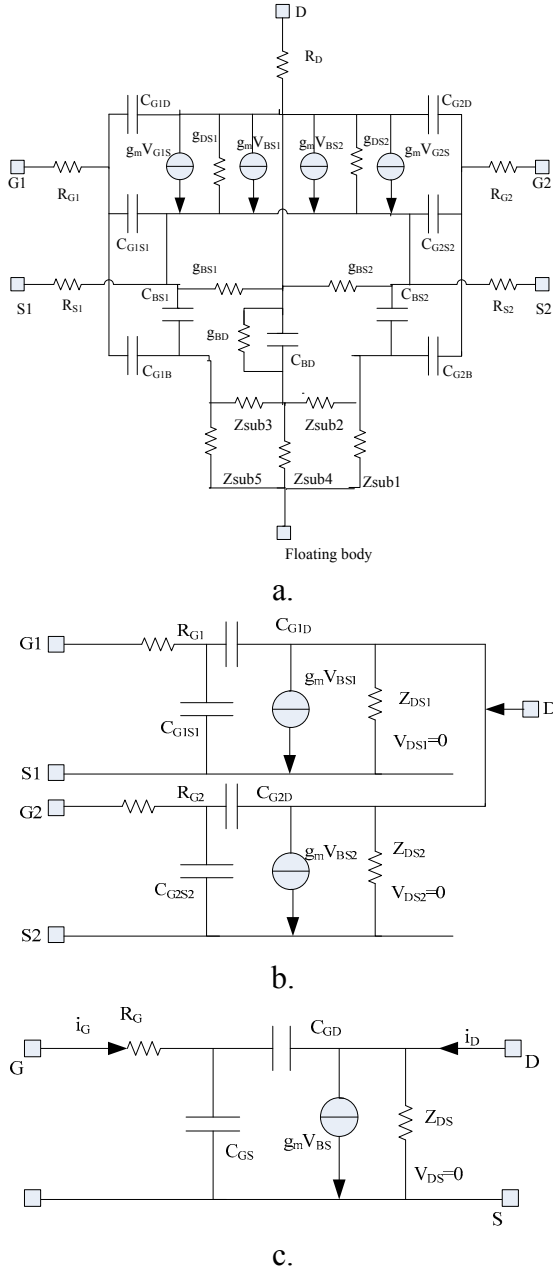 D
R_D
C_G1D
C_G2D
g_mV_G1S
g_DS1
g_mV_BS1
g_mV_BS2
g_DS2
g_mV_G2S
G1
R_G1
R_G2
G2
C_G1S1
C_G2S2
g_BS1
g_BS2
S1
R_S1
C_BS1
C_BS2
R_S2
S2
g_BD
C_BD
C_G1B
C_G2B
Zsub3
Zsub2
Zsub5
Zsub4
Zsub1
Floating body
a.
G1
R_G1
C_G1D
g_mV_BS1
Z_DS1
D
C_G1S1
V_DS1=0
S1
G2
R_G2
C_G2D
g_mV_BS2
Z_DS2
C_G2S2
V_DS2=0
S2
b.
i_G
R_G
C_GD
i_D
G
D
C_GS
g_mV_BS
Z_DS
V_DS=0
S
c.